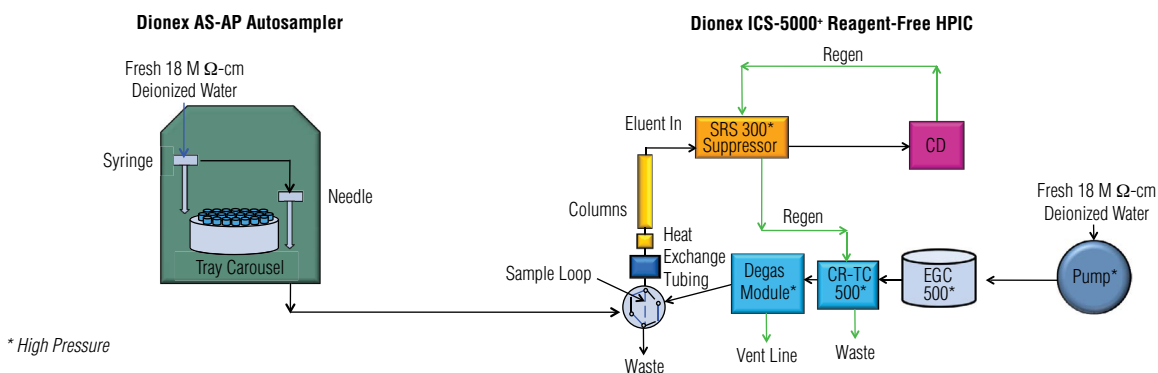 Dionex AS-AP Autosampler
Dionex ICS-5000+ Reagent-Free HPIC
Fresh 18 M Ω-cm
Deionized Water
Syringe
Needle
Tray Carousel
Regen
Eluent In
SRS 300*
Suppressor
CD
Columns
Regen
Heat
Exchange
Tubing
Sample Loop
Degas
Module*
CR-TC
500*
EGC
500*
Fresh 18 M Ω-cm
Deionized Water
Pump*
Waste
Vent Line
Waste
* High Pressure